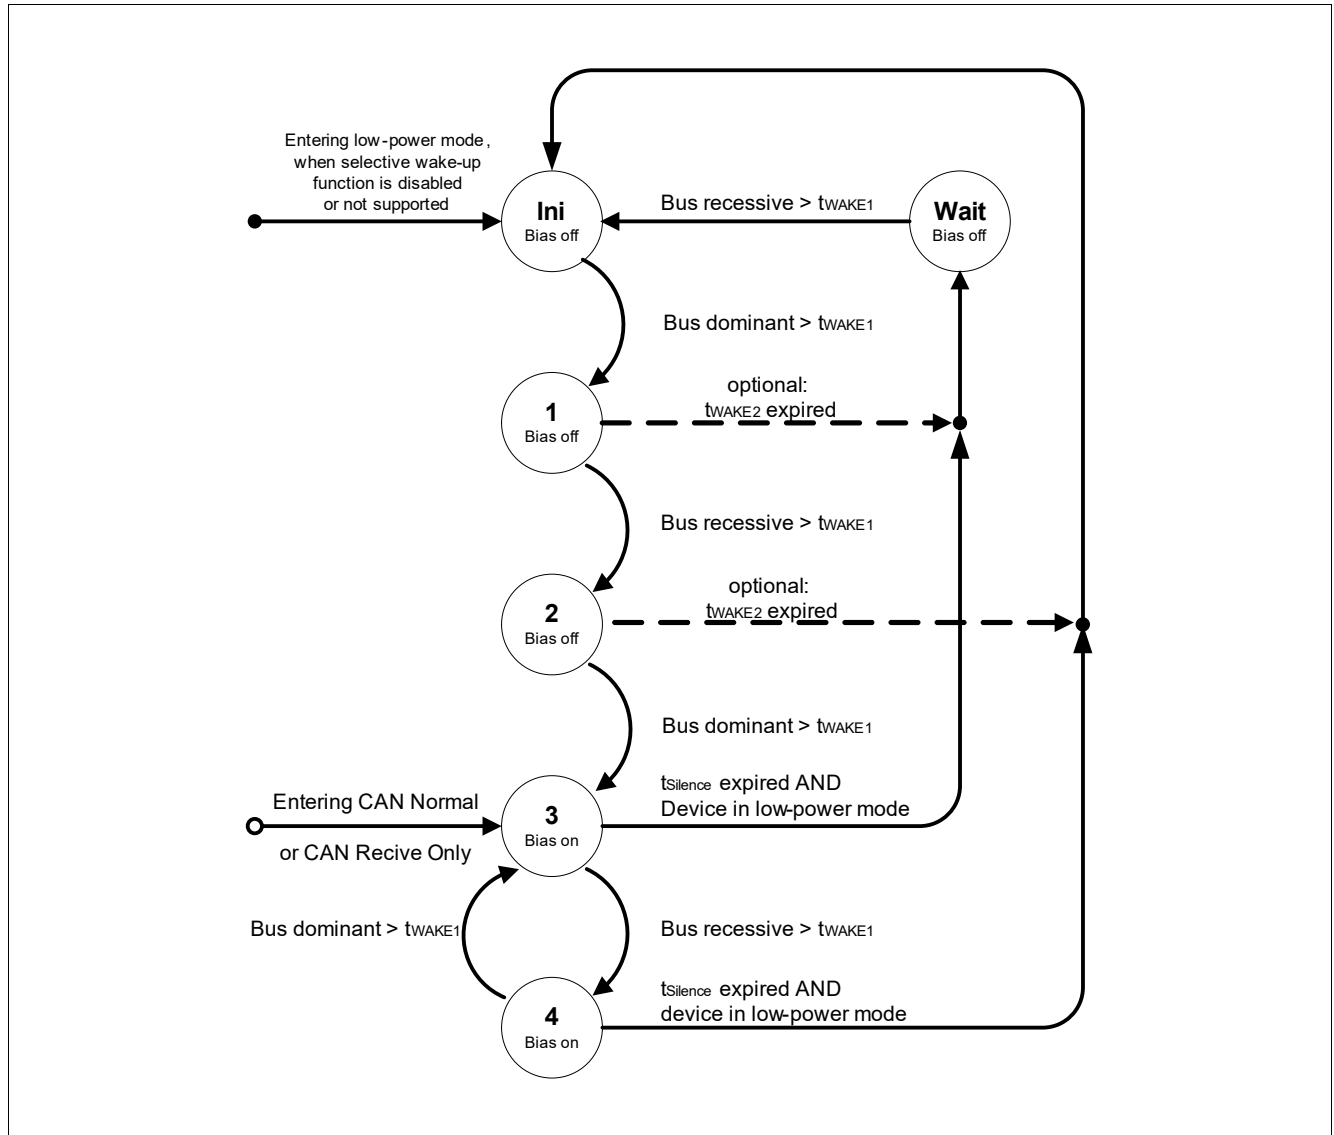 Entering low-power mode,
when selective wake-up
function is disabled
or not supported
Ini
Bias off
Bus recessive > tWAKE1
Wait
Bias off
Bus dominant > tWAKE1
optional:
tWAKE2 expired
1
Bias off
Bus recessive > tWAKE1
optional:
tWAKE2 expired
2
Bias off
Bus dominant > tWAKE1
tSilence expired AND
Device in low-power mode
Entering CAN Normal
or CAN Recive Only
3
Bias on
Bus dominant > tWAKE1
Bus recessive > tWAKE1
tSilence expired AND
device in low-power mode
4
Bias on